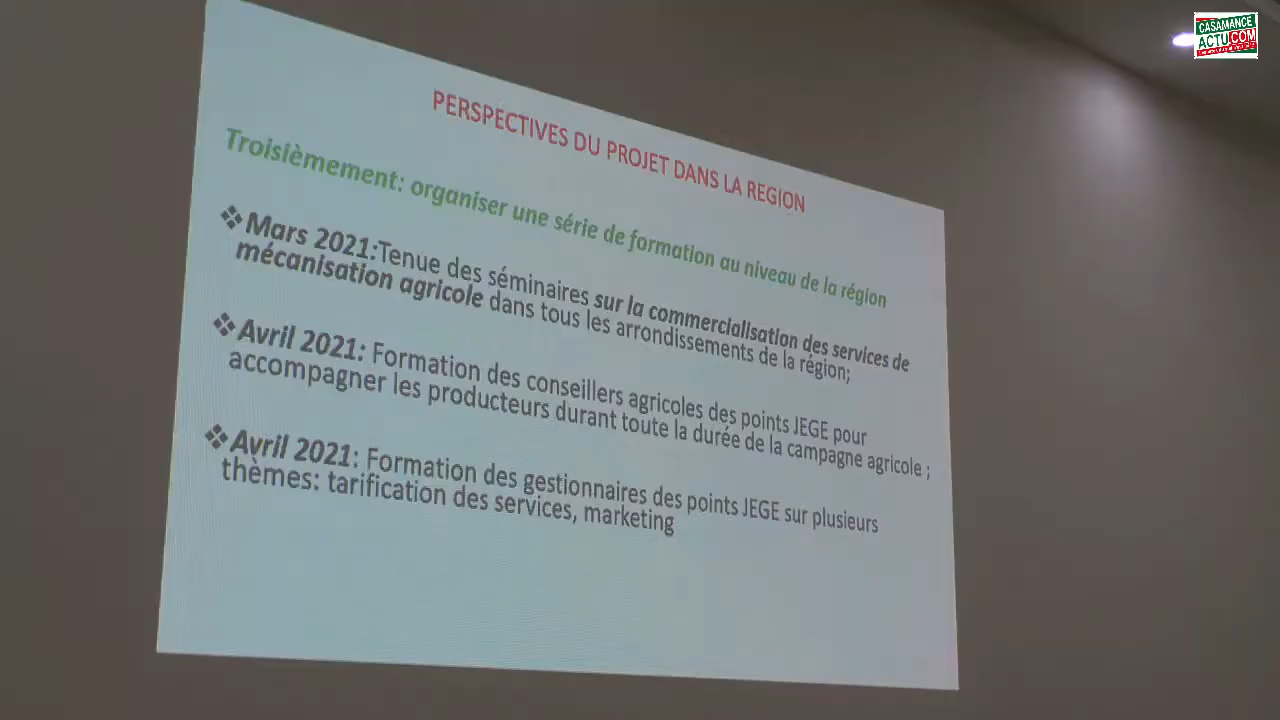 CASAMANCE
ACTU.COM
PERSPECTIVES DU PROJET DANS LA REGION
Troisièmement: organiser une série de formation au niveau de la région
❖Mars 2021:Tenue des séminaires sur la commercialisation des services de
mécanisation agricole dans tous les arrondissements de la région;
❖Avril 2021: Formation des conseillers agricoles des points JEGE pour
accompagner les producteurs durant toute la durée de la campagne agricole ;
❖Avril 2021: Formation des gestionnaires des points JEGE sur plusieurs
thèmes: tarification des services, marketing